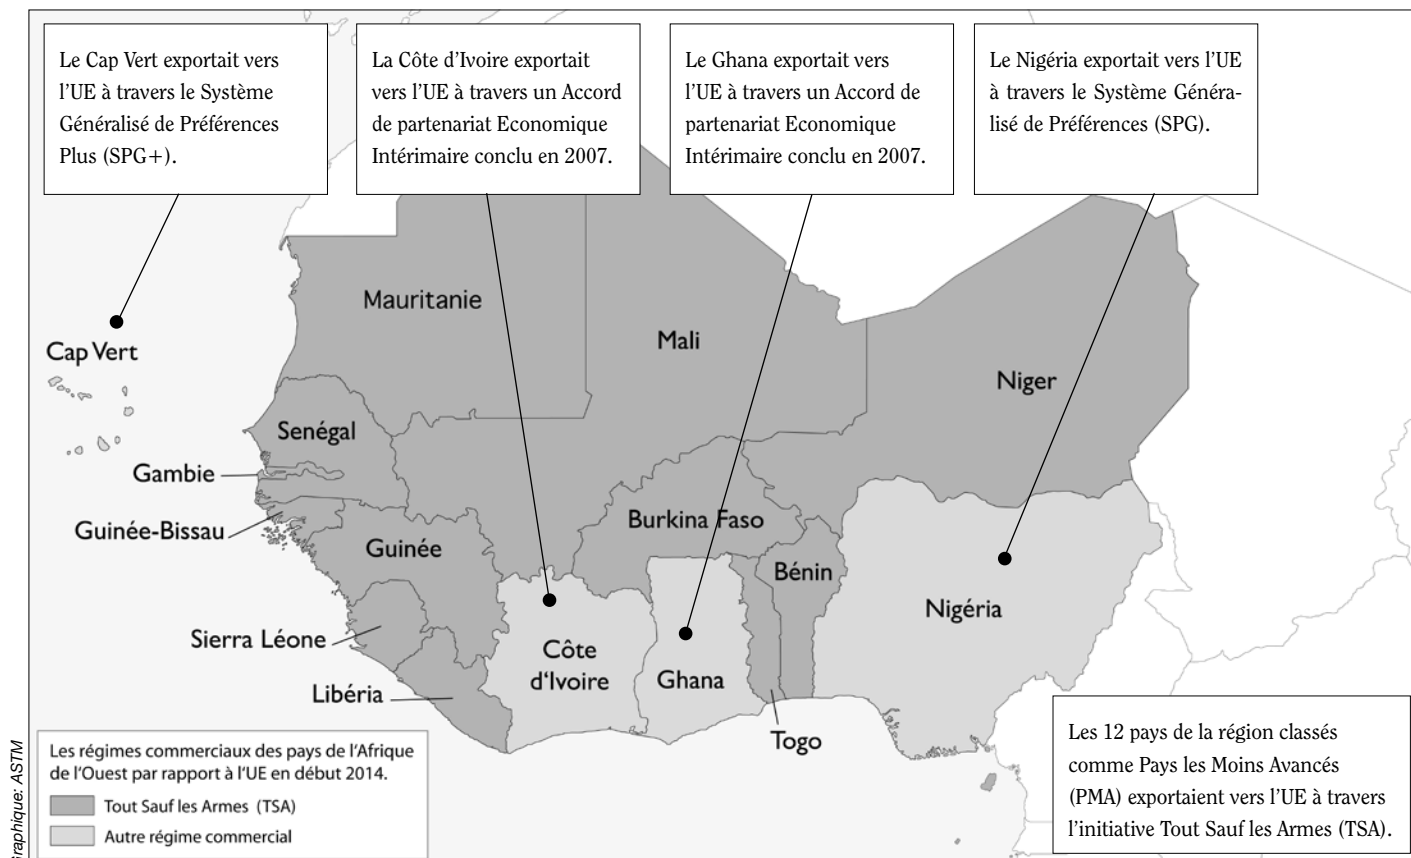 Le Cap Vert exportait vers
l’UE à travers le Système
Généralisé de Préférences
Plus (SPG+).
La Côte d’Ivoire exportait
vers l’UE à travers un Accord
de partenariat Economique
Intérimaire conclu en 2007.
Le Ghana exportait vers
l’UE à travers un Accord de
partenariat Economique
Intérimaire conclu en 2007.
Le Nigéria exportait vers l’UE
à travers le Système Généra-
lisé de Préférences (SPG).
Mauritanie
Mali
Cap Vert
Niger
Senégal
Gambie
Guinée-Bissau
Burkina Faso
Guinée
Bénin
Nigéria
Sierra Léone
Côte
d‘Ivoire
Ghana
Libéria
Togo
Les 12 pays de la région classés
comme Pays les Moins Avancés
(PMA) exportaient vers l’UE à travers
l’initiative Tout Sauf les Armes (TSA).
Les régimes commerciaux des pays de l‘Afrique
de l‘Ouest par rapport à l‘UE en début 2014.
Tout Sauf les Armes (TSA)
Autre régime commercial
Graphique: ASTM